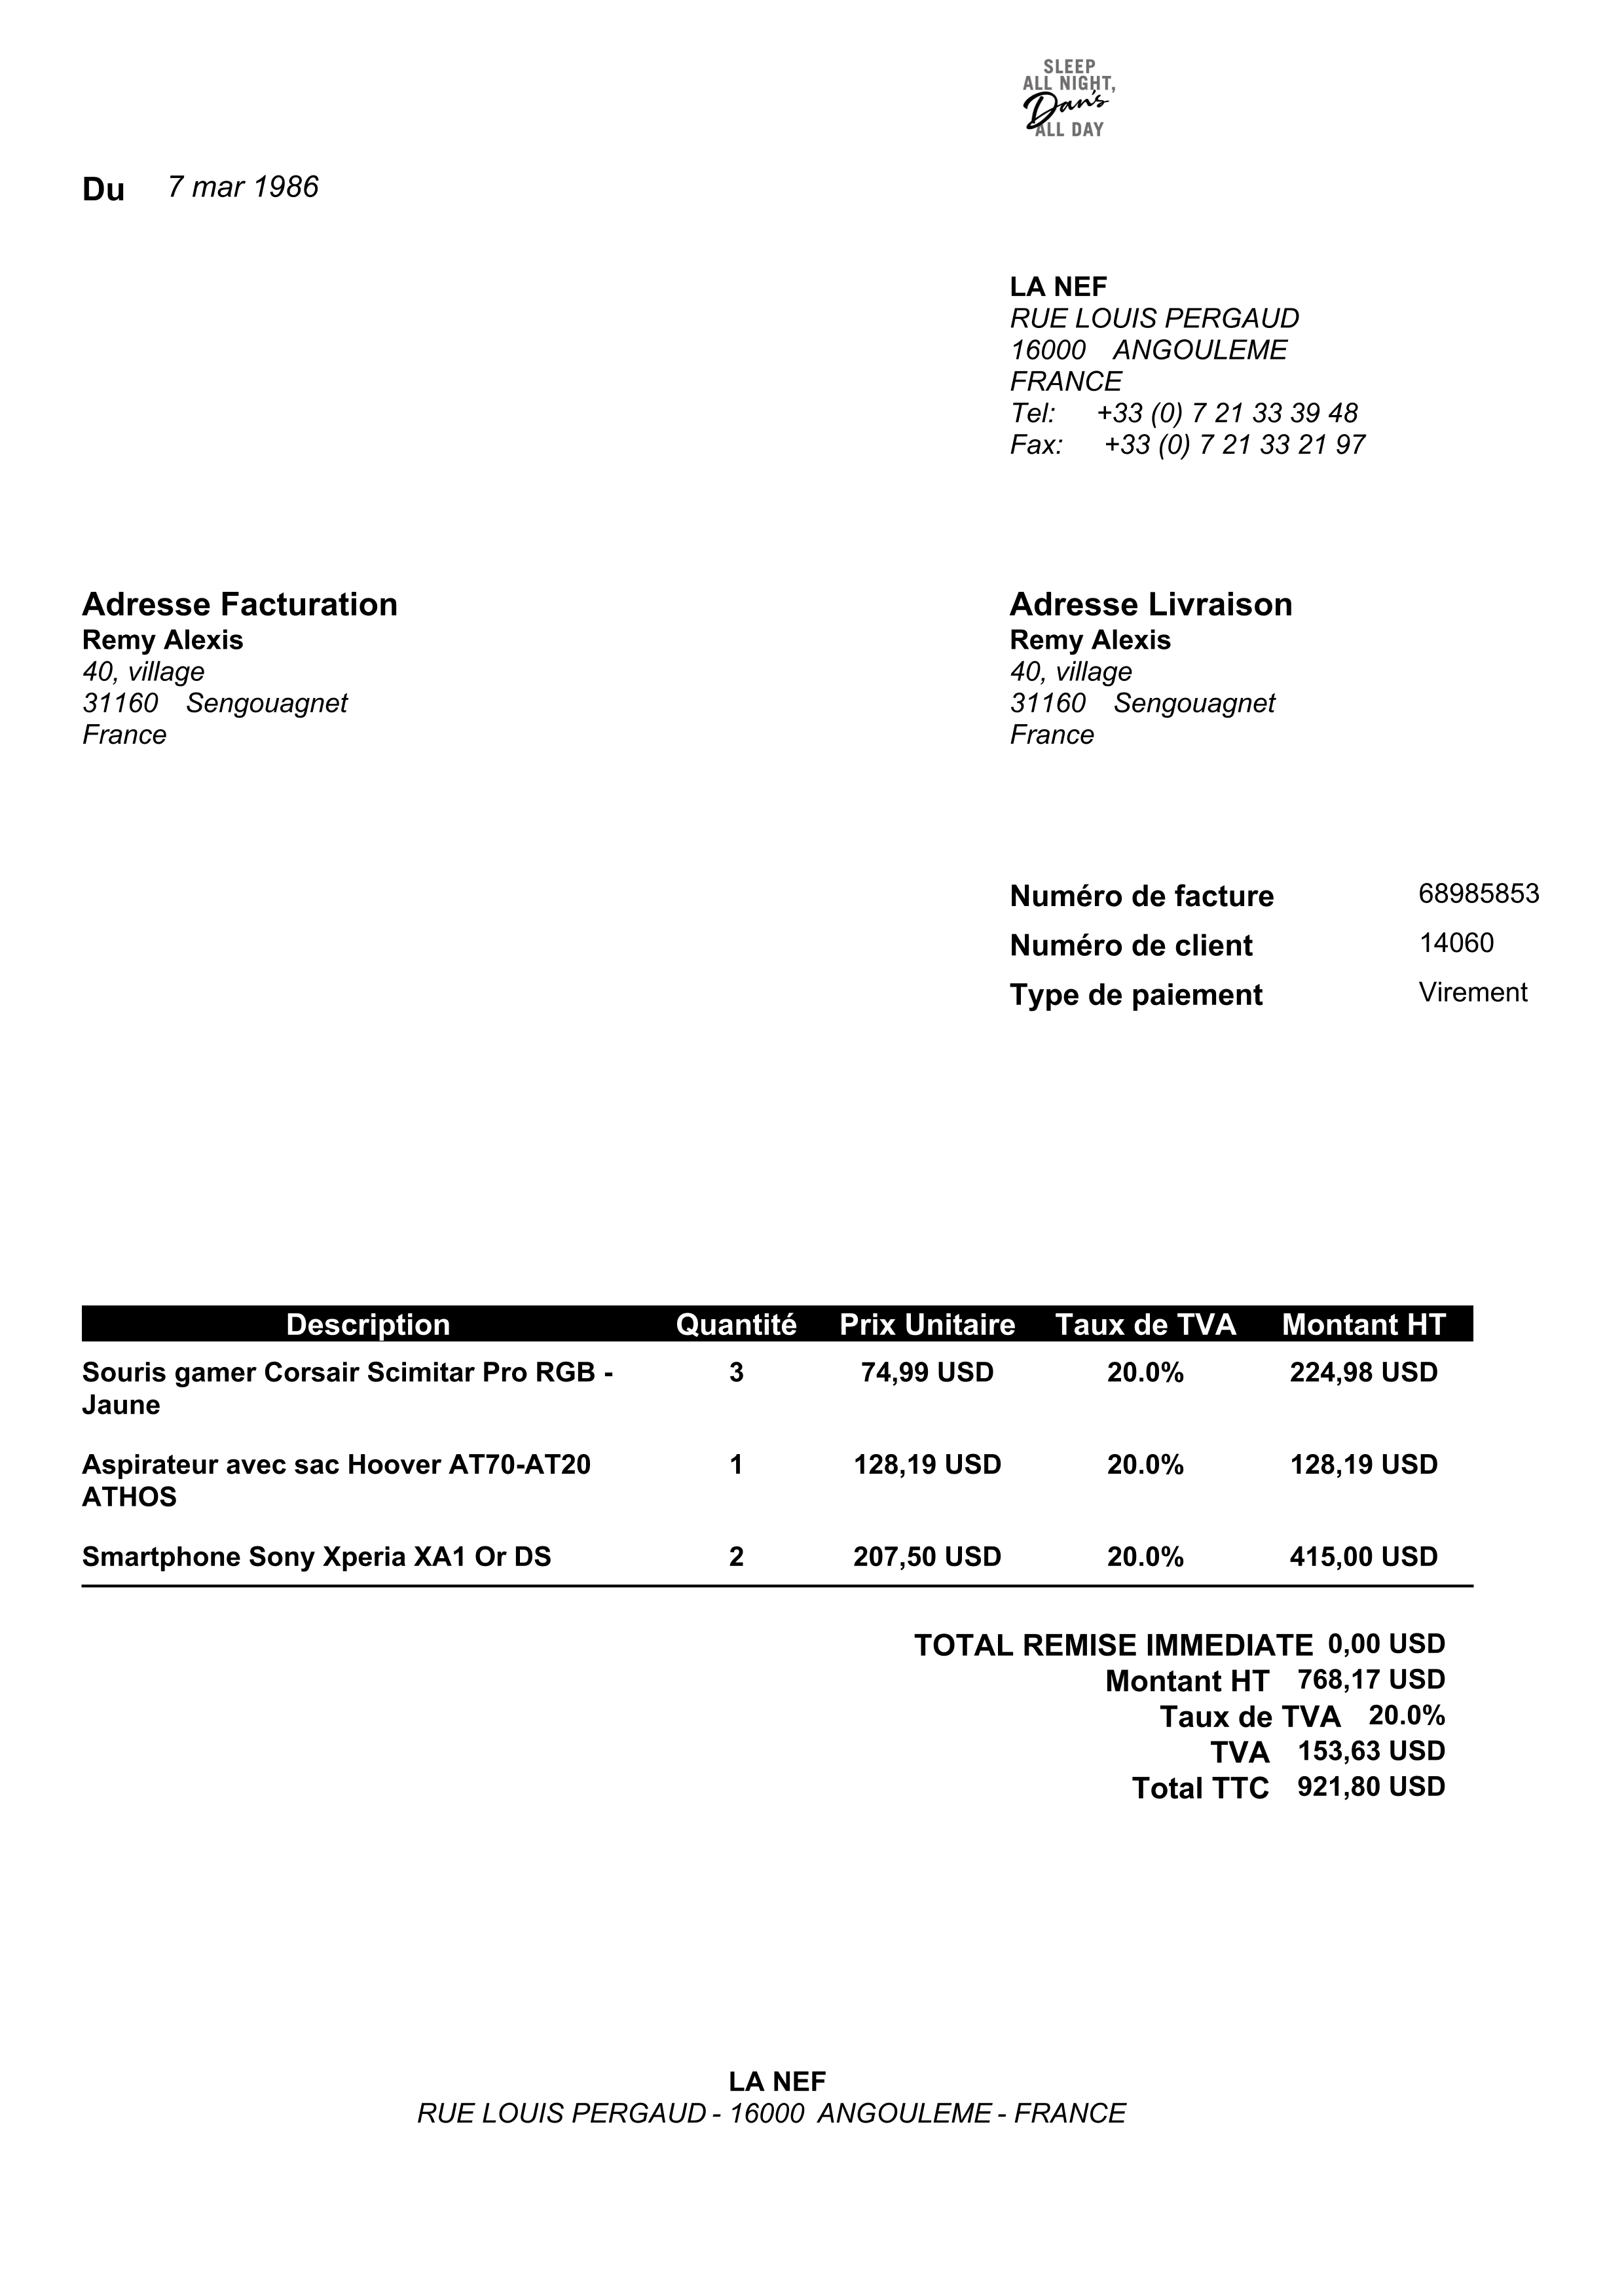 SLEEP
ALL NIGHT,
Dan's
ALL DAY
Du 7 mar 1986
LA NEF
RUE LOUIS PERGAUD
16000 ANGOULEME
FRANCE
Tel: +33 (0) 7 21 33 39 48
Fax: +33 (0) 7 21 33 21 97
Adresse Facturation
Remy Alexis
40, village
31160 Sengouagnet
France
Adresse Livraison
Remy Alexis
40, village
31160 Sengouagnet
France
Numéro de facture 68985853
Numéro de client 14060
Type de paiement Virement
Description Quantité Prix Unitaire Taux de TVA Montant HT
Souris gamer Corsair Scimitar Pro RGB - 3 74,99 USD 20.0% 224,98 USD
Jaune
Aspirateur avec sac Hoover AT70-AT20 1 128,19 USD 20.0% 128,19 USD
ATHOS
Smartphone Sony Xperia XA1 Or DS 2 207,50 USD 20.0% 415,00 USD
TOTAL REMISE IMMEDIATE 0,00 USD
Montant HT 768,17 USD
Taux de TVA 20.0%
TVA 153,63 USD
Total TTC 921,80 USD
LA NEF
RUE LOUIS PERGAUD - 16000 ANGOULEME - FRANCE